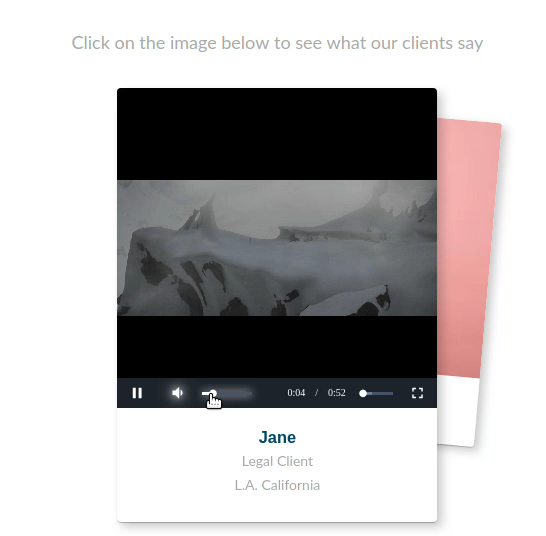 Click on the image below to see what our clients say
0:04 / 0:52
Jane
Legal Client
L.A. California